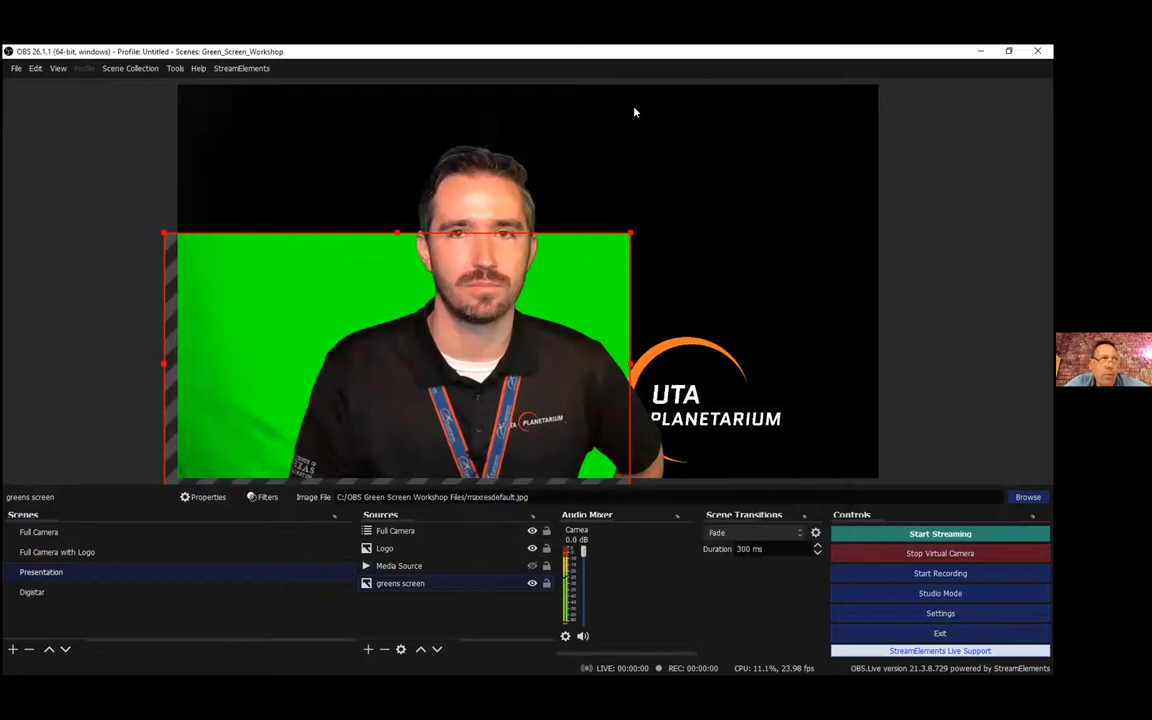 OBS 26.1.1 (64-bit, windows) - Profile: Untitled - Scenes: Green_Screen_Workshop
File Edit View Profile Scene Collection Tools Help StreamElements
UTA
PLANETARIUM
PLANETARIUM
greens screen Properties Filters Image File C:/OBS Green Screen Workshop Files/maxresdefault.jpg Browse
Scenes Sources Audio Mixer Scene Transitions Controls
Full Camera
Full Camera with Logo
Presentation
Digistar
Full Camera
Logo
Media Source
greens screen
Camea
0.0 dB
Fade
Duration 300 ms
Start Streaming
Stop Virtual Camera
Start Recording
Studio Mode
Settings
Exit
StreamElements Live Support
LIVE: 00:00:00 REC: 00:00:00 CPU: 11.1%, 23.98 fps OBS.Live version 21.3.8.729 powered by StreamElements